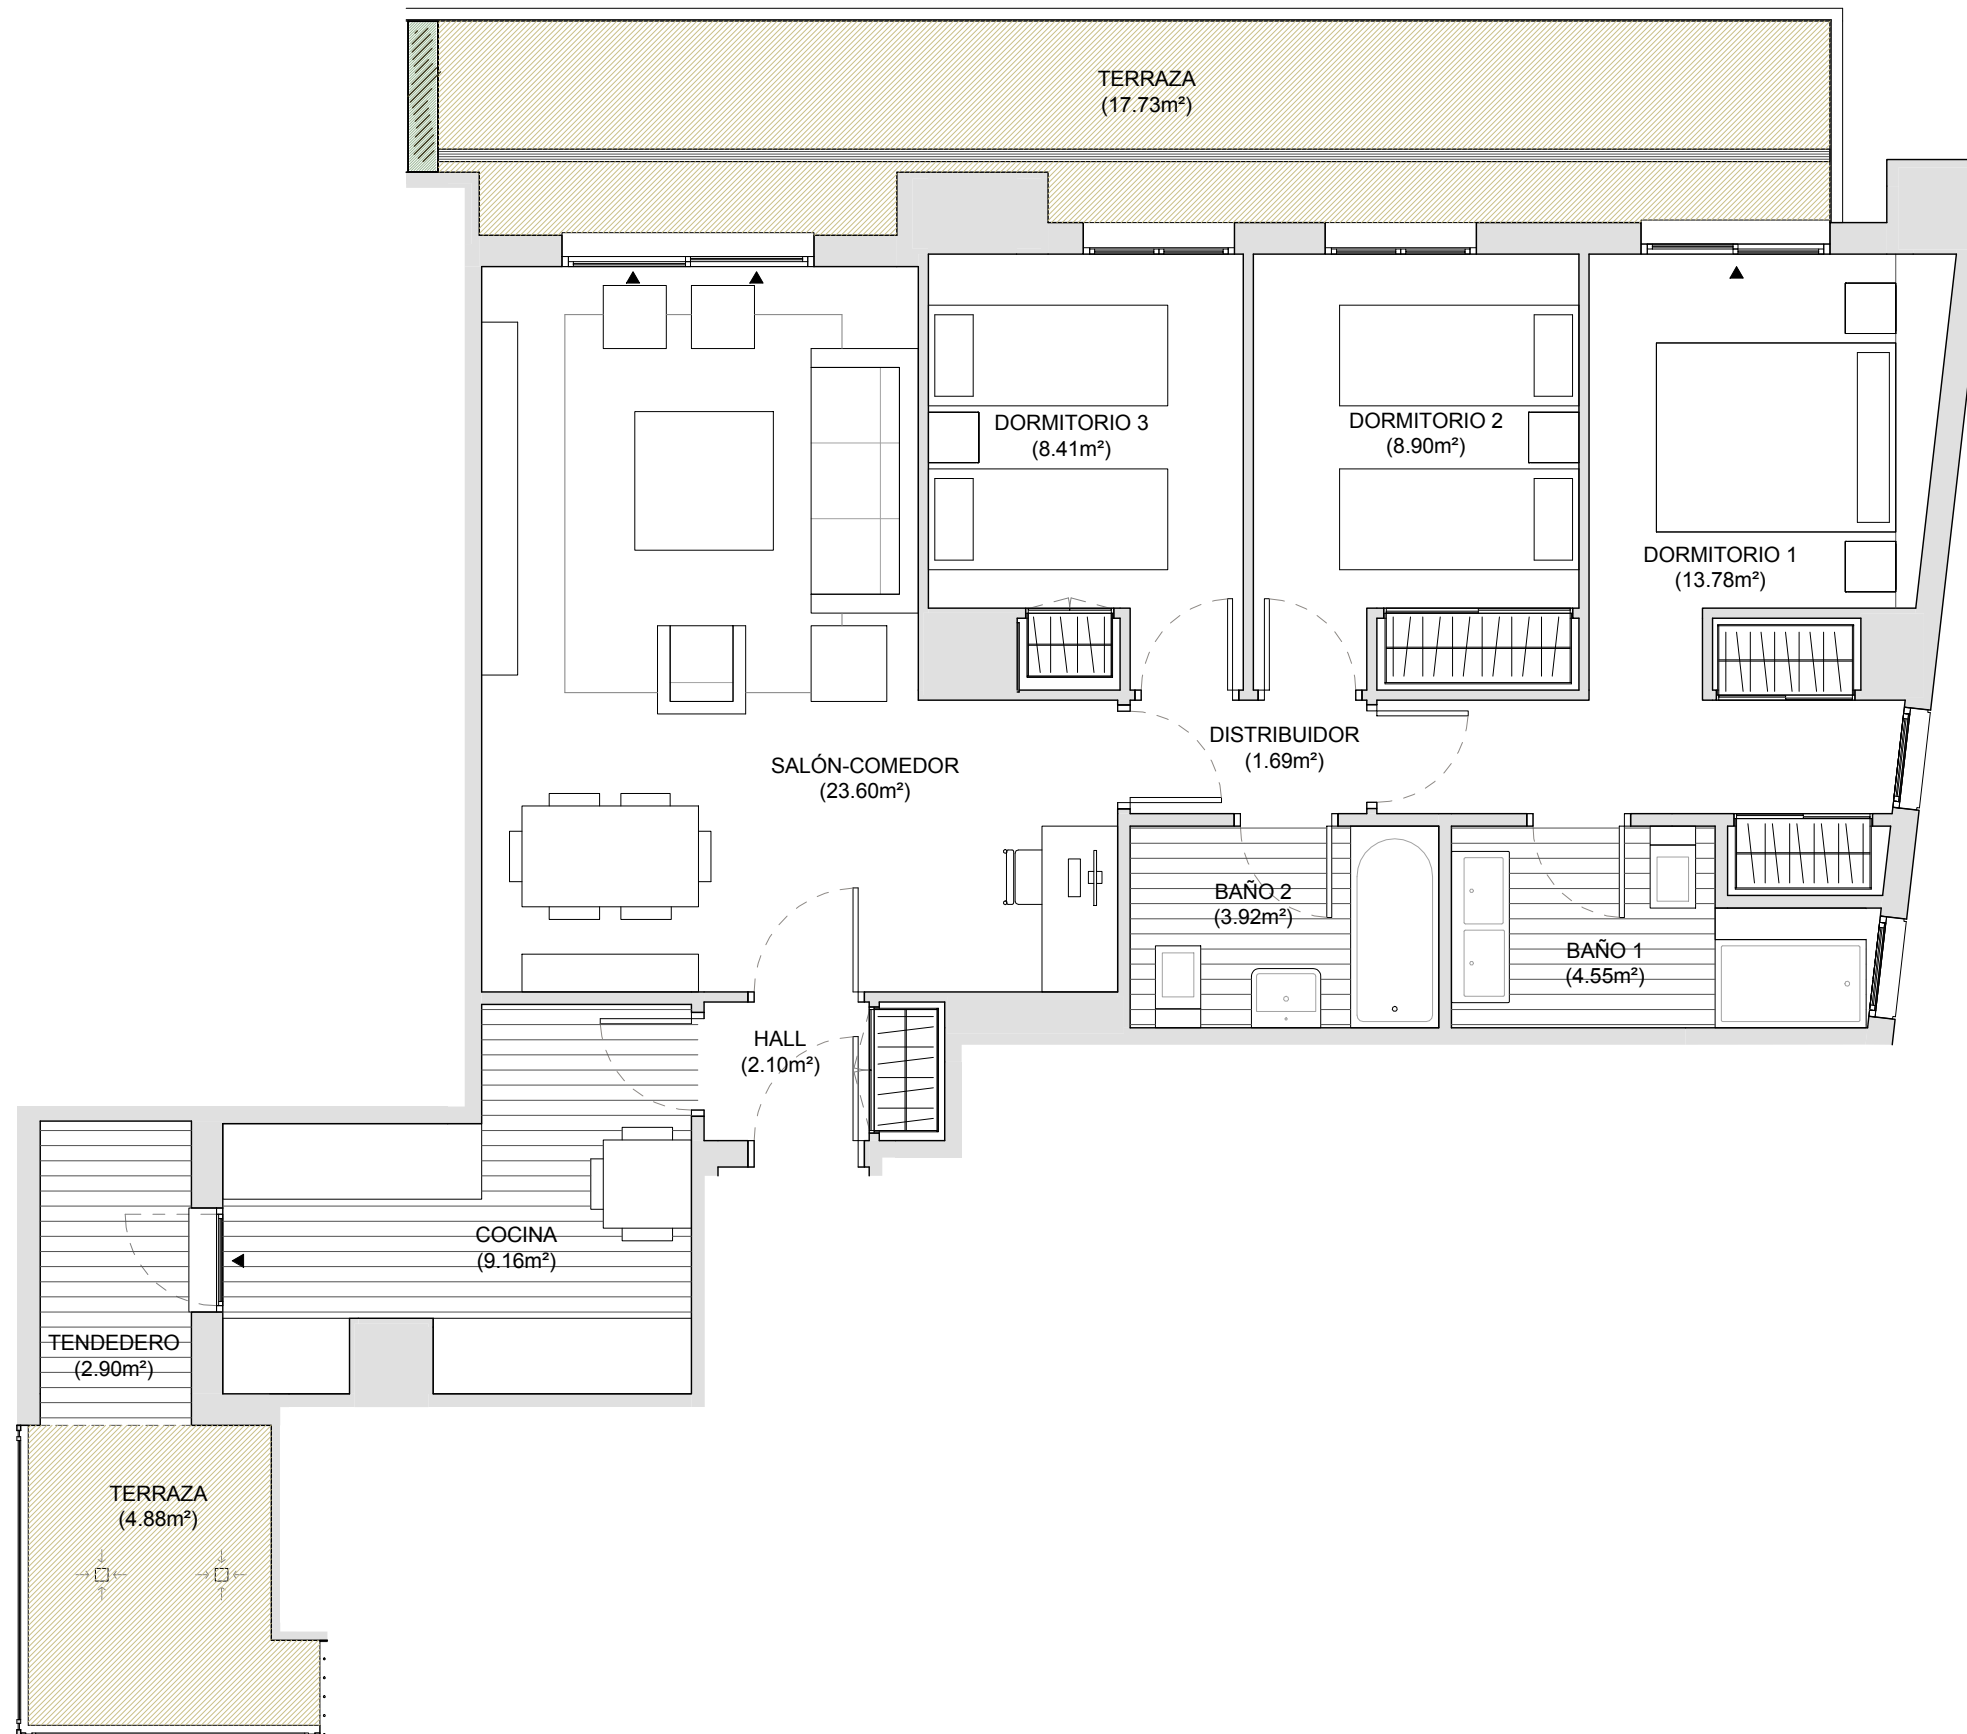 TERRAZA
(17.73m²)
DORMITORIO 3
(8.41m²)
DORMITORIO 2
(8.90m²)
DORMITORIO 1
(13.78m²)
DISTRIBUIDOR
(1.69m²)
SALÓN-COMEDOR
(23.60m²)
BAÑO 2
(3.92m²)
BAÑO 1
(4.55m²)
HALL
(2.10m²)
COCINA
(9.16m²)
TENDEDERO
(2.90m²)
TERRAZA
(4.88m²)